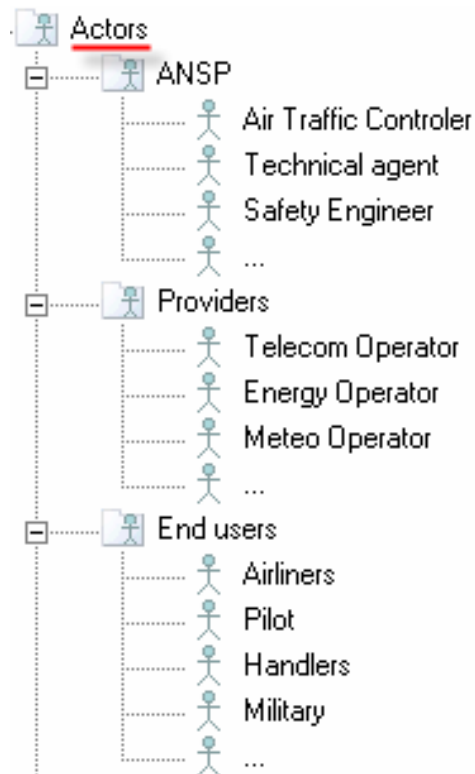 Actors
ANSP
Air Traffic Controler
Technical agent
Safety Engineer
...
Providers
Telecom Operator
Energy Operator
Meteo Operator
...
End users
Airliners
Pilot
Handlers
Military
...